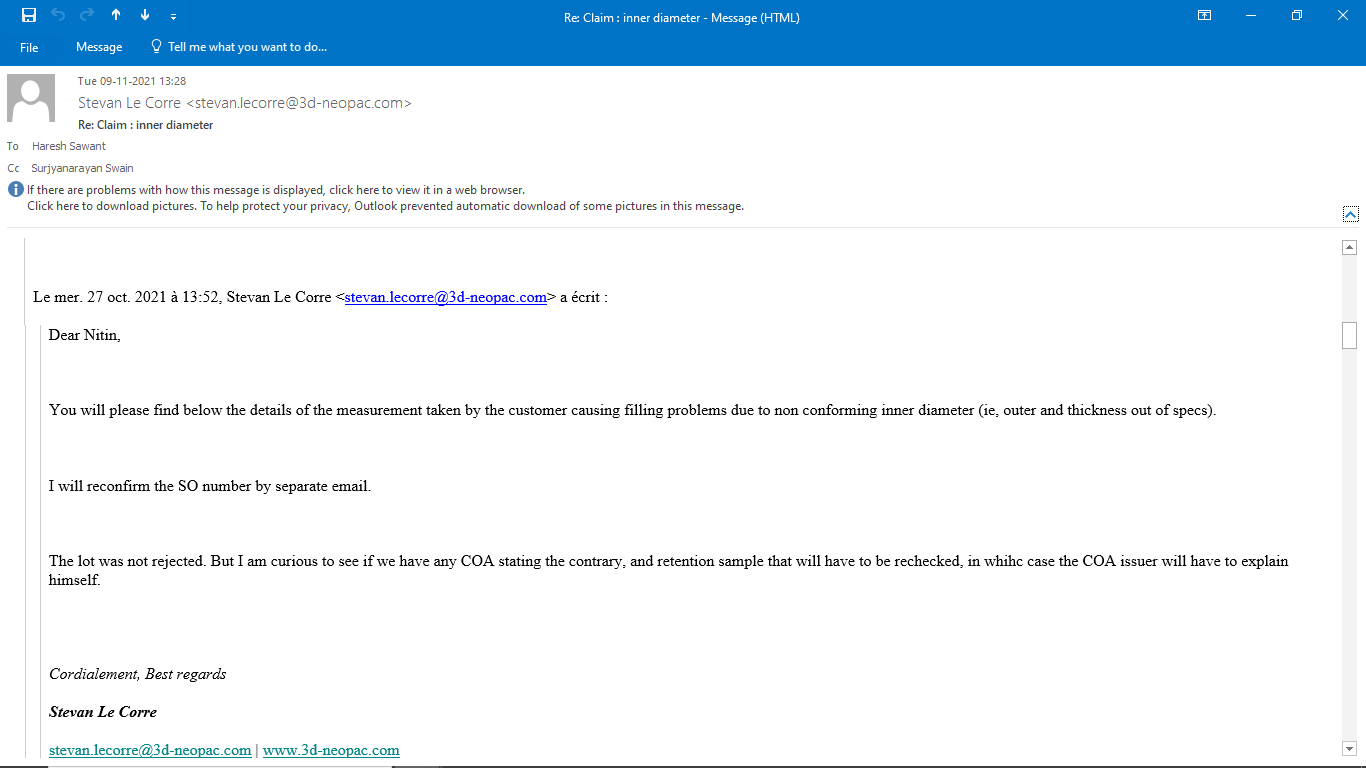 Re: Claim : inner diameter - Message (HTML)
File Message Tell me what you want to do...
Tue 09-11-2021 13:28
Stevan Le Corre <stevan.lecorre@3d-neopac.com>
Re: Claim : inner diameter
To Haresh Sawant
Cc Surjyanarayan Swain
If there are problems with how this message is displayed, click here to view it in a web browser.
Click here to download pictures. To help protect your privacy, Outlook prevented automatic download of some pictures in this message.
Le mer. 27 oct. 2021 à 13:52, Stevan Le Corre <stevan.lecorre@3d-neopac.com> a écrit :
Dear Nitin,
You will please find below the details of the measurement taken by the customer causing filling problems due to non conforming inner diameter (ie, outer and thickness out of specs).
I will reconfirm the SO number by separate email.
The lot was not rejected. But I am curious to see if we have any COA stating the contrary, and retention sample that will have to be rechecked, in whihc case the COA issuer will have to explain
himself.
Cordialement, Best regards
Stevan Le Corre
stevan.lecorre@3d-neopac.com | www.3d-neopac.com